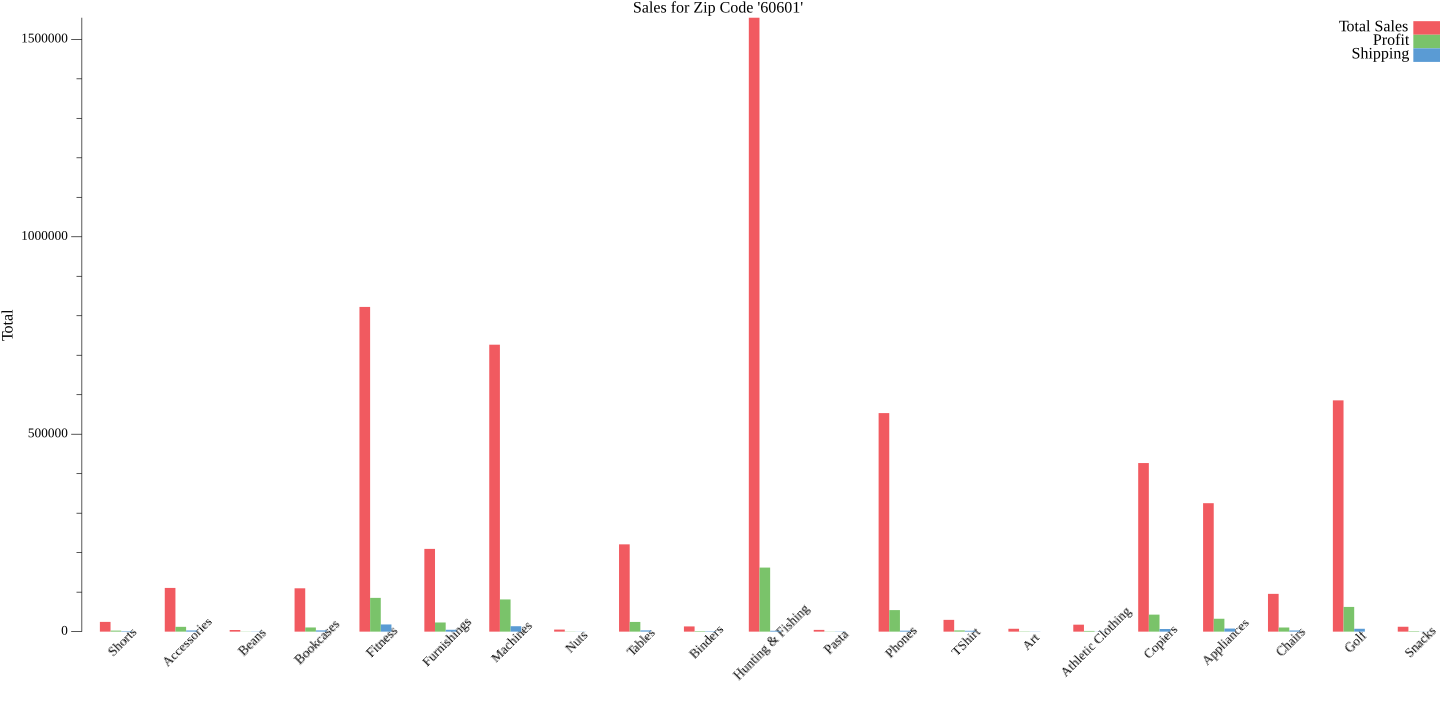 Sales for Zip Code '60601'
Total Sales
Profit
Shipping
Total
1500000
1000000
500000
0
Shorts
Accessories
Beans
Bookcases
Fitness
Furnishings
Machines
Nuts
Tables
Binders
Hunting & Fishing
Pasta
Phones
TShirt
Art
Athletic Clothing
Copiers
Appliances
Chairs
Golf
Snacks